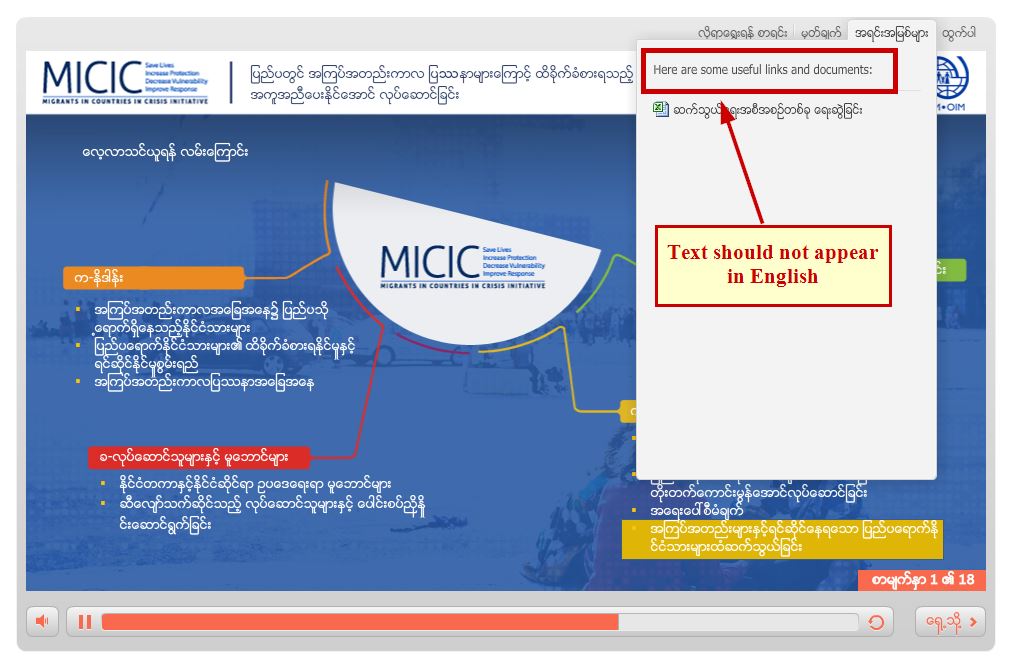 လိုရာရွေးရန် စာရင်း
မှတ်ချက်
အရင်းအမြစ်များ
ထွက်ပါ
MICIC
Save Lives
Increase Protection
Decrease Vulnerability
Improve Response
MIGRANTS IN COUNTRIES IN CRISIS INITIATIVE
ပြည်ပတွင် အကြပ်အတည်းကာလ ပြဿနာများကြောင့် ထိခိုက်ခံစားရသည့်
အကူအညီပေးနိုင်အောင် လုပ်ဆောင်ခြင်း
OIM
Here are some useful links and documents:
ဆက်သွယ်ရေးအစီအစဉ်တစ်ခု ရေးဆွဲခြင်း
Text should not appear
in English
လေ့လာသင်ယူရန် လမ်းကြောင်း
MICIC
Save Lives
Increase Protection
Decrease Vulnerability
Improve Response
MIGRANTS IN COUNTRIES IN CRISIS INITIATIVE
က-နိဒါန်း
အကြပ်အတည်းကာလအခြေအနေ၌ ပြည်ပသို့
ရောက်ရှိနေသည့်နိုင်ငံသားများ
ပြည်ပရောက်နိုင်ငံသားများ၏ ထိခိုက်ခံစားရနိုင်မှုနှင့်
ရင်ဆိုင်နိုင်မှုစွမ်းရည်
အကြပ်အတည်းကာလပြဿနာအခြေအနေ
ခ-လုပ်ဆောင်သူများနှင့် မူဘောင်များ
နိုင်ငံတကာနှင့်နိုင်ငံဆိုင်ရာ ဥပဒေရေးရာ မူဘောင်များ
ဆီလျော်သက်ဆိုင်သည့် လုပ်ဆောင်သူများနှင့် ပေါင်းစပ်ညှိနှို
င်းဆောင်ရွက်ခြင်း
တိုးတက်ကောင်းမွန်အောင်လုပ်ဆောင်ခြင်း
အရေးပေါ်စီမံချက်
အကြပ်အတည်းများနှင့်ရင်ဆိုင်နေရသော ပြည်ပရောက်နို
င်ငံသားများထံဆက်သွယ်ခြင်း
စာမျက်နှာ 1 ၏ 18
ရှေ့သို့